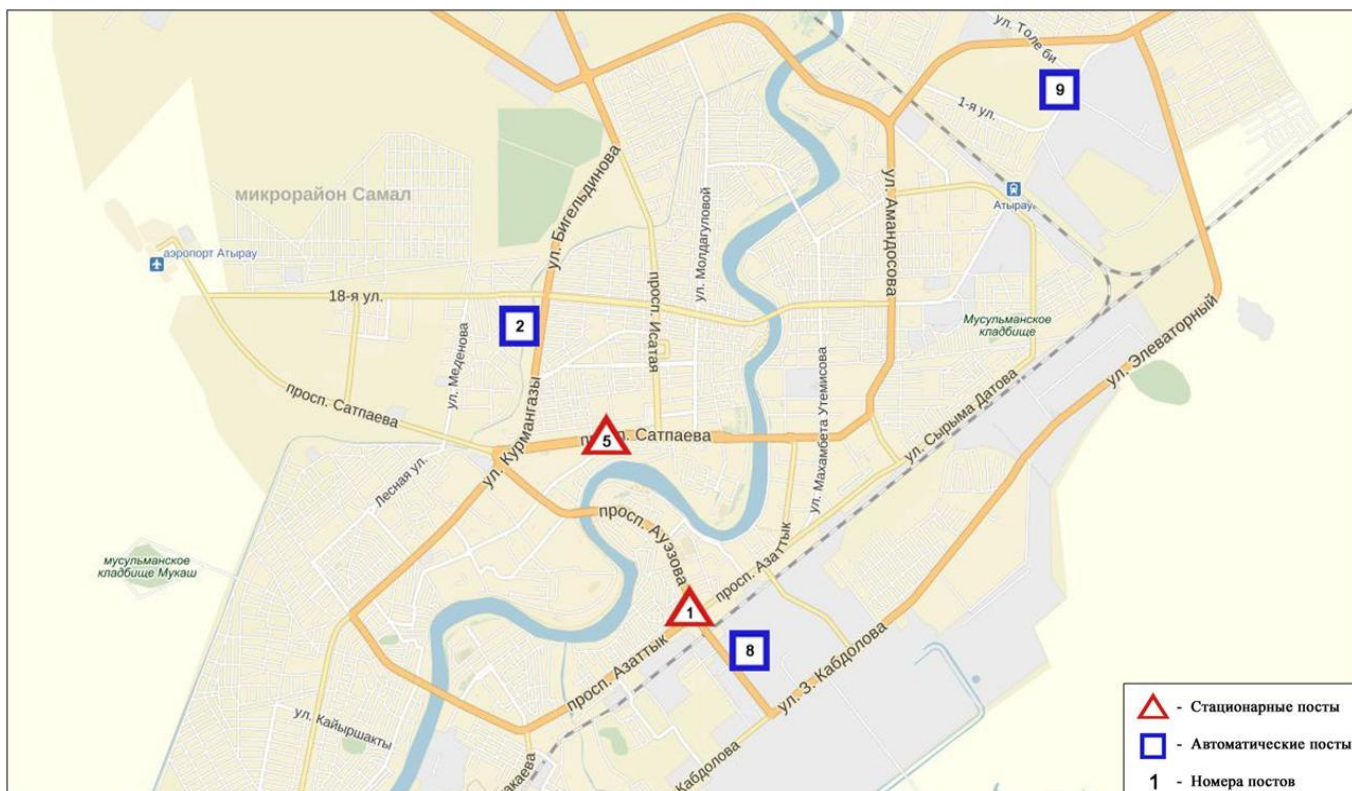 ул. Толе би
9
1-я ул.
ул. Бигельдинова
микрорайон Самал
ул. Молдагуловой
ул. Амандосова
Атырау
аэропорт Атырау
18-я ул.
просп. Исатая
2
Мусульманское
кладбище
ул. Элеваторный
ул. Меденова
ул. Махамбета Утемисова
ул. Сырыма Датова
просп. Сатпаева
ул. Курмангазы
5
п. Сатпаева
Лесная ул.
просп. Ауэзова
просп. Азаттык
мусульманское
кладбище Мукаш
1
8
просп. Азаттык
ул. З. Кабдолова
ул. Кайыршакты
Кабдолова
акаева
- Стационарные посты
- Автоматические посты
1 - Номера постов